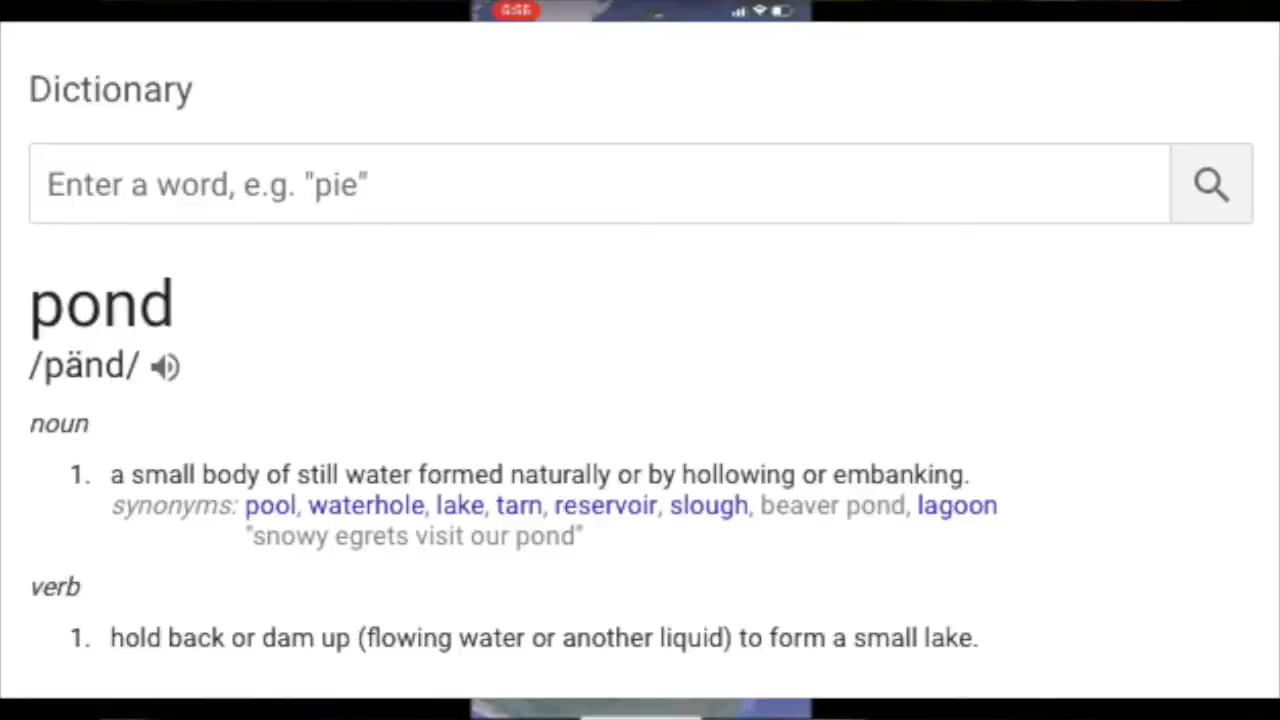 Dictionary
Enter a word, e.g. "pie"
pond
/pänd/
noun
1. a small body of still water formed naturally or by hollowing or embanking.
synonyms: pool, waterhole, lake, tarn, reservoir, slough, beaver pond, lagoon
"snowy egrets visit our pond"
verb
1. hold back or dam up (flowing water or another liquid) to form a small lake.